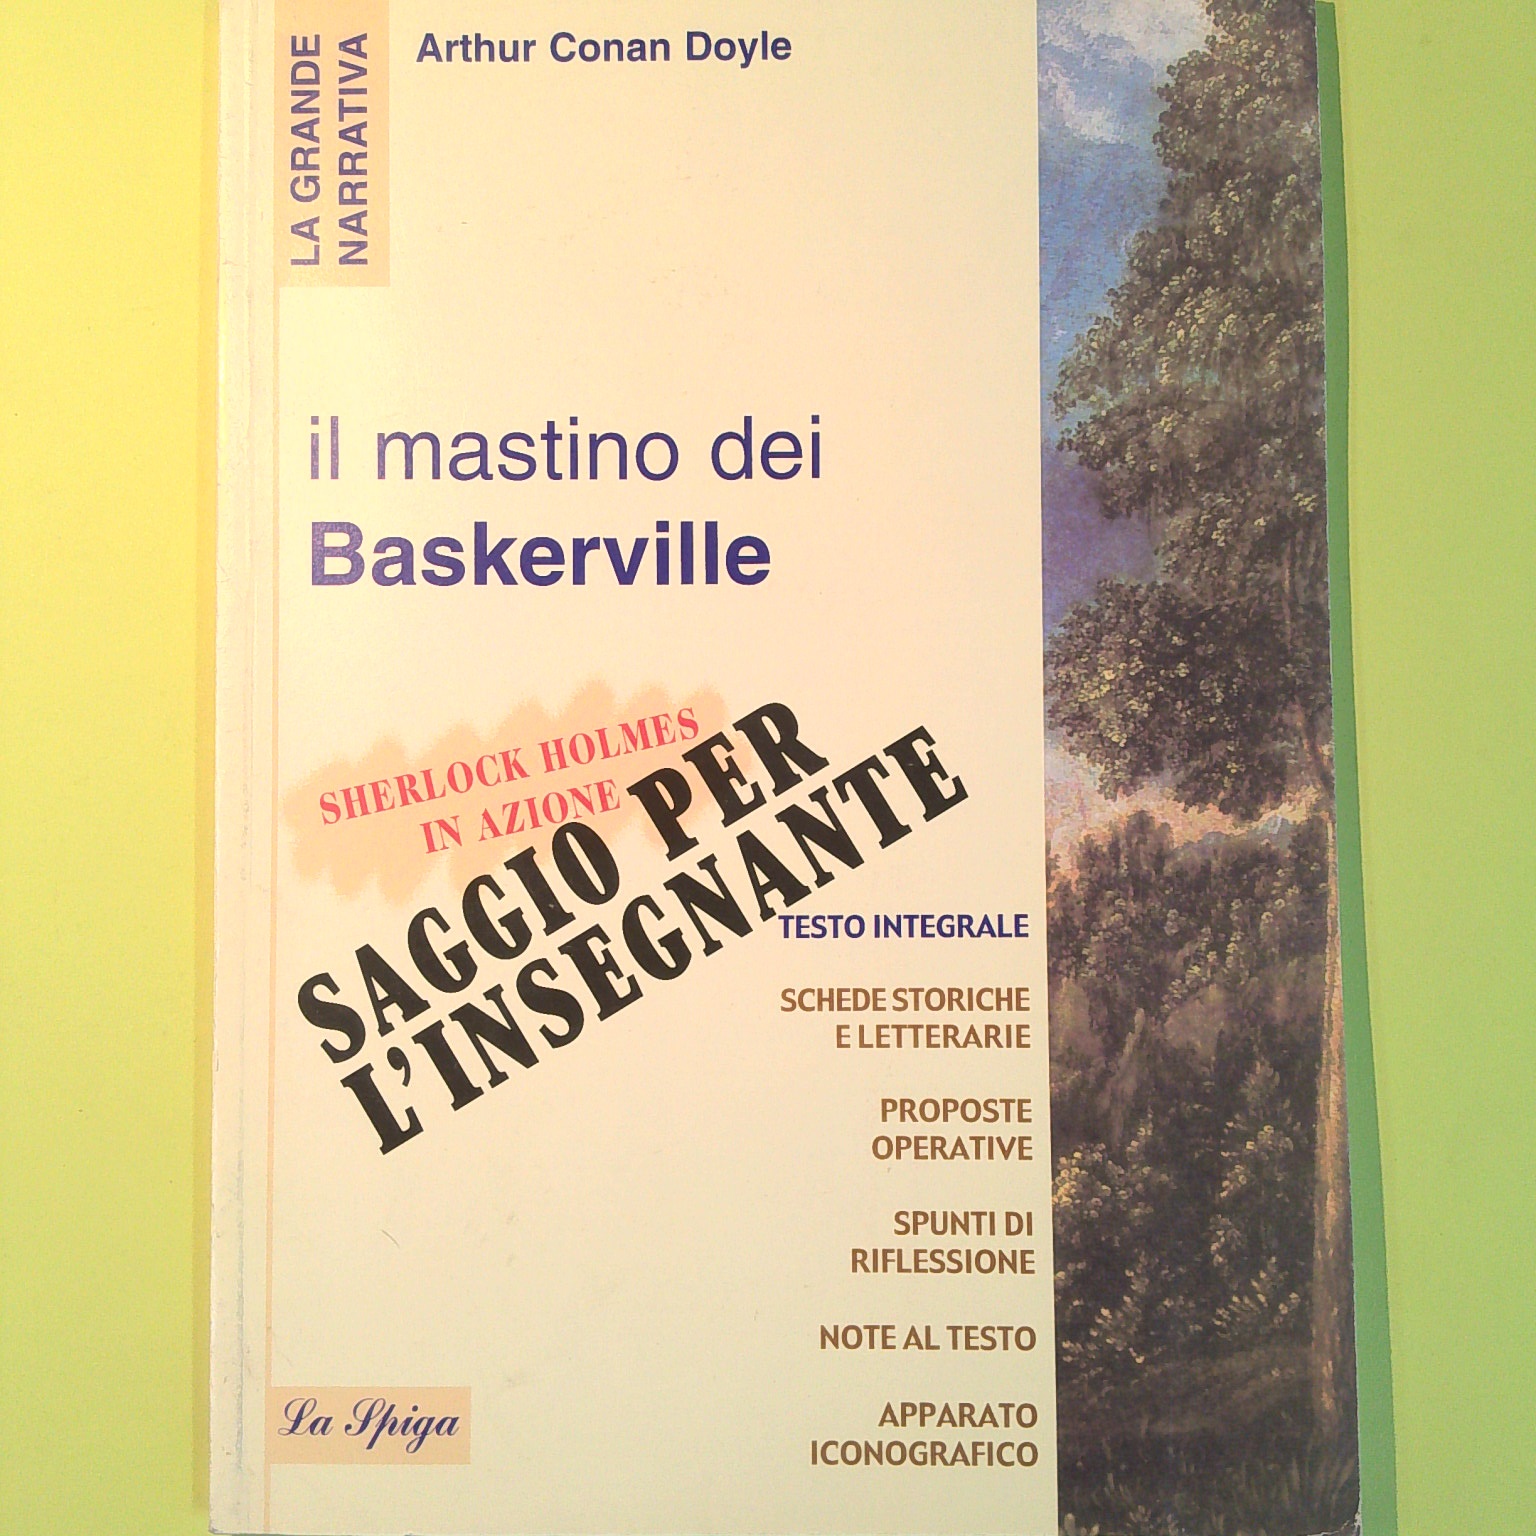 LA GRANDE
NARRATIVA
Arthur Conan Doyle
il mastino dei
Baskerville
SHERLOCK HOLMES
IN AZIONE
SAGGIO PER
L'INSEGNANTE
TESTO INTEGRALE
SCHEDE STORICHE
E LETTERARIE
PROPOSTE
OPERATIVE
SPUNTI DI
RIFLESSIONE
NOTE AL TESTO
APPARATO
ICONOGRAFICO
La Spiga